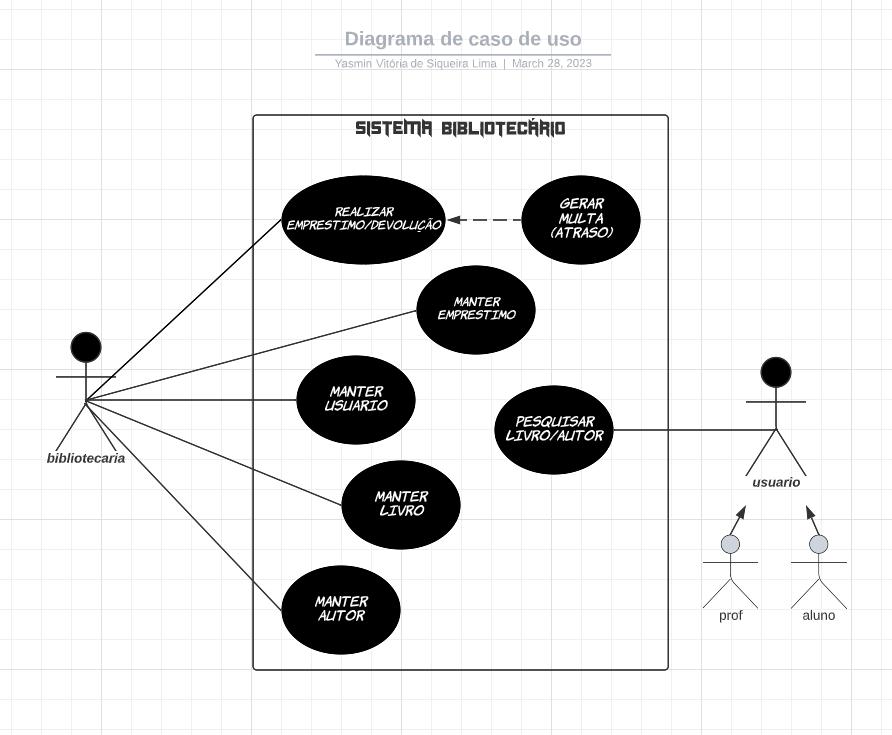 Diagrama de caso de uso
Yasmin Vitória de Siqueira Lima | March 28, 2023
SISTEMA BIBLIOTECÁRIO
REALIZAR
EMPRESTIMO/DEVOLUÇÃO
GERAR
MULTA
(ATRASO)
MANTER
EMPRESTIMO
MANTER
USUARIO
PESQUISAR
LIVRO/AUTOR
bibliotecaria
usuario
MANTER
LIVRO
MANTER
AUTOR
prof
aluno